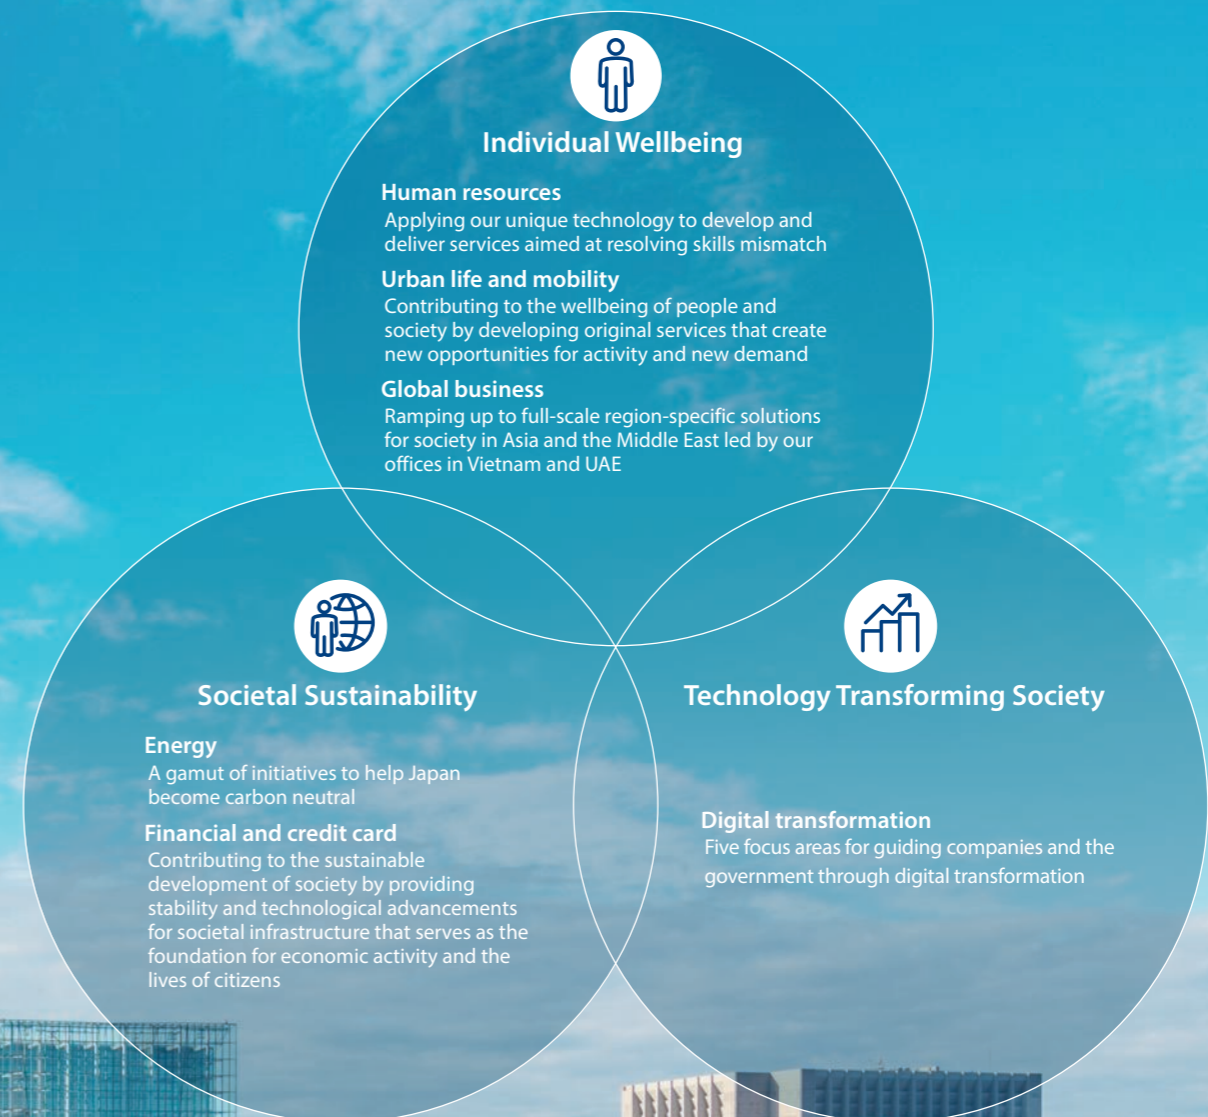 Individual Wellbeing
Human resources
Applying our unique technology to develop and
deliver services aimed at resolving skills mismatch
Urban life and mobility
Contributing to the wellbeing of people and
society by developing original services that create
new opportunities for activity and new demand
Global business
Ramping up to full-scale region-specific solutions
for society in Asia and the Middle East led by our
offices in Vietnam and UAE
Societal Sustainability
Energy
A gamut of initiatives to help Japan
become carbon neutral
Financial and credit card
Contributing to the sustainable
development of society by providing
stability and technological advancements
for societal infrastructure that serves as the
foundation for economic activity and the
lives of citizens
Technology Transforming Society
Digital transformation
Five focus areas for guiding companies and the
government through digital transformation